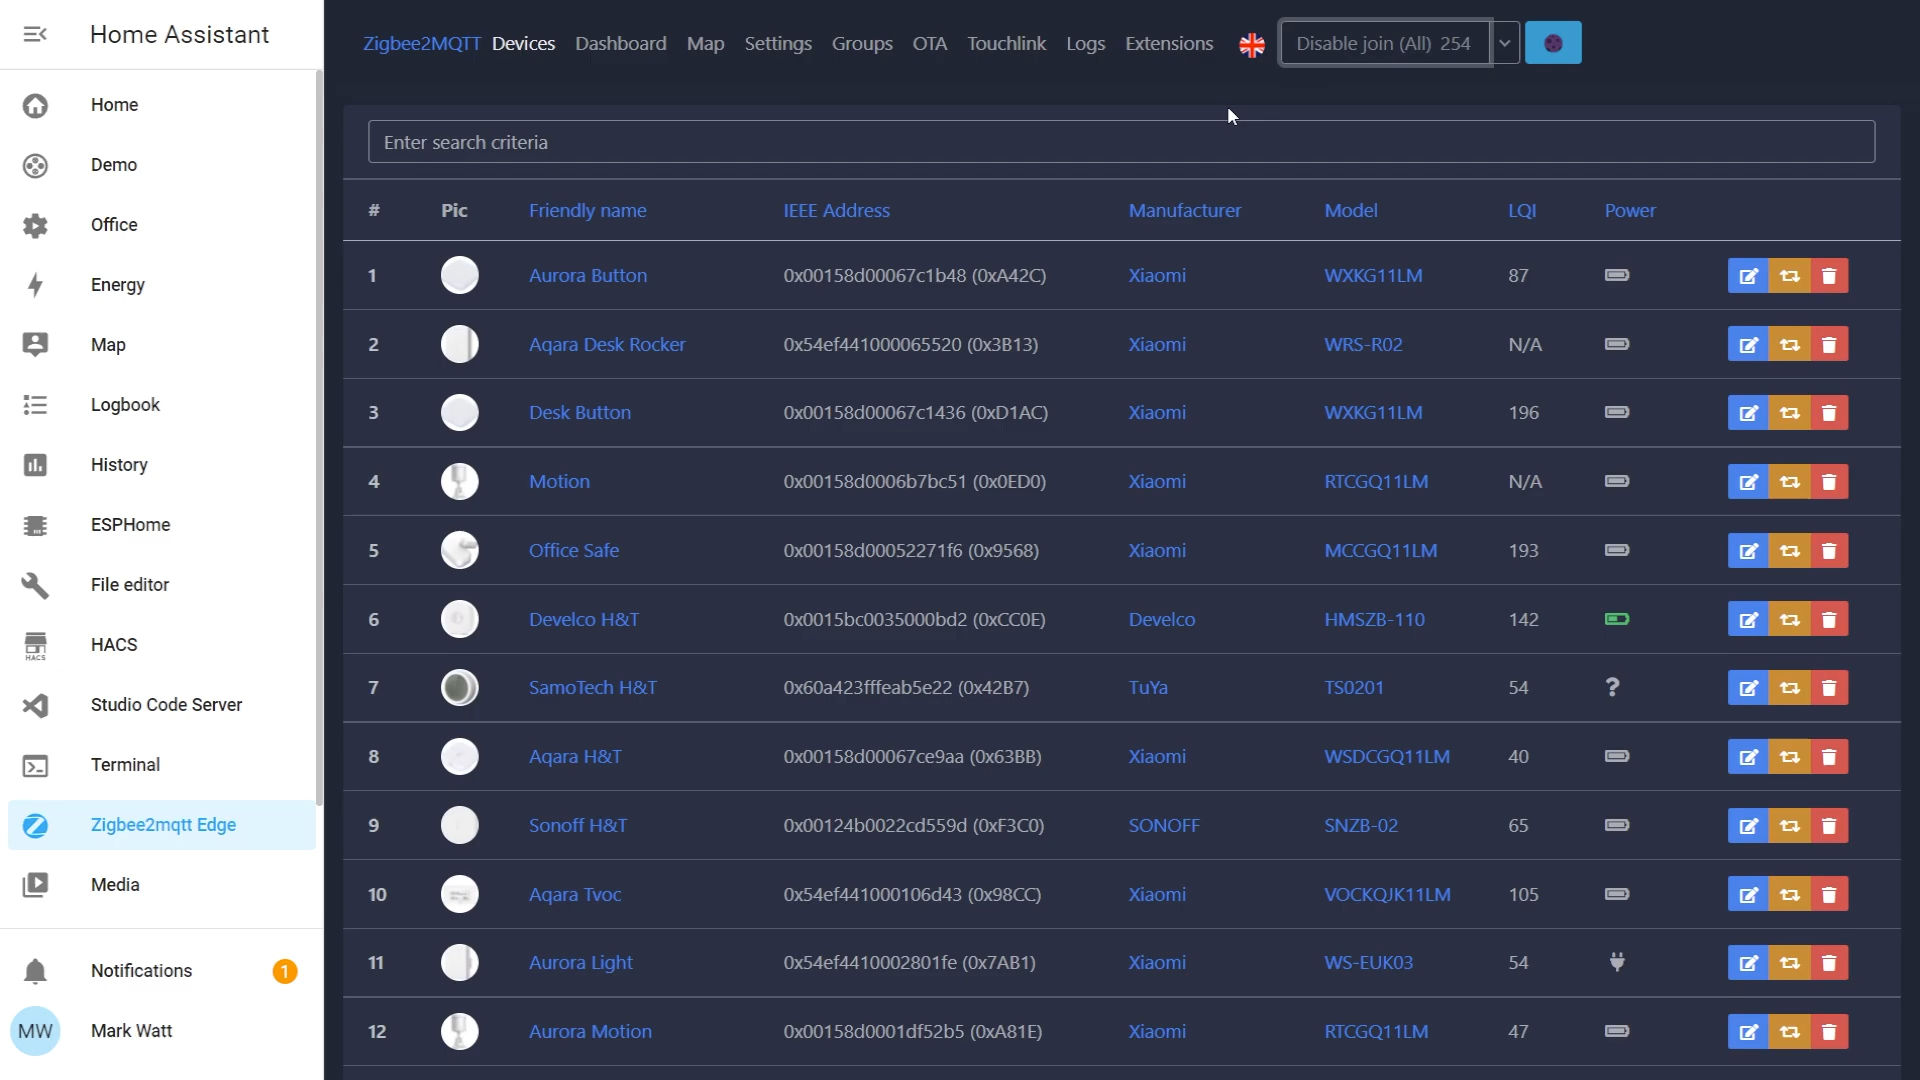 Home Assistant
Home
Demo
Office
Energy
Map
Logbook
History
ESPHome
File editor
HACS
HACS
Studio Code Server
Terminal
Zigbee2mqtt Edge
Media
Notifications 1
MW Mark Watt
Zigbee2MQTT Devices Dashboard Map Settings Groups OTA Touchlink Logs Extensions Disable join (All) 254
Enter search criteria
# Pic Friendly name IEEE Address Manufacturer Model LQI Power
1 Aurora Button 0x00158d00067c1b48 (0xA42C) Xiaomi WXKG11LM 87
2 Aqara Desk Rocker 0x54ef441000065520 (0x3B13) Xiaomi WRS-R02 N/A
3 Desk Button 0x00158d00067c1436 (0xD1AC) Xiaomi WXKG11LM 196
4 Motion 0x00158d0006b7bc51 (0x0ED0) Xiaomi RTCGQ11LM N/A
5 Office Safe 0x00158d00052271f6 (0x9568) Xiaomi MCCGQ11LM 193
6 Develco H&T 0x0015bc0035000bd2 (0xCC0E) Develco HMSZB-110 142
7 SamoTech H&T 0x60a423fffeab5e22 (0x42B7) TuYa TS0201 54 ?
8 Aqara H&T 0x00158d00067ce9aa (0x63BB) Xiaomi WSDCGQ11LM 40
9 Sonoff H&T 0x00124b0022cd559d (0xF3C0) SONOFF SNZB-02 65
10 Aqara Tvoc 0x54ef441000106d43 (0x98CC) Xiaomi VOCKQJK11LM 105
11 Aurora Light 0x54ef4410002801fe (0x7AB1) Xiaomi WS-EUK03 54
12 Aurora Motion 0x00158d0001df52b5 (0xA81E) Xiaomi RTCGQ11LM 47